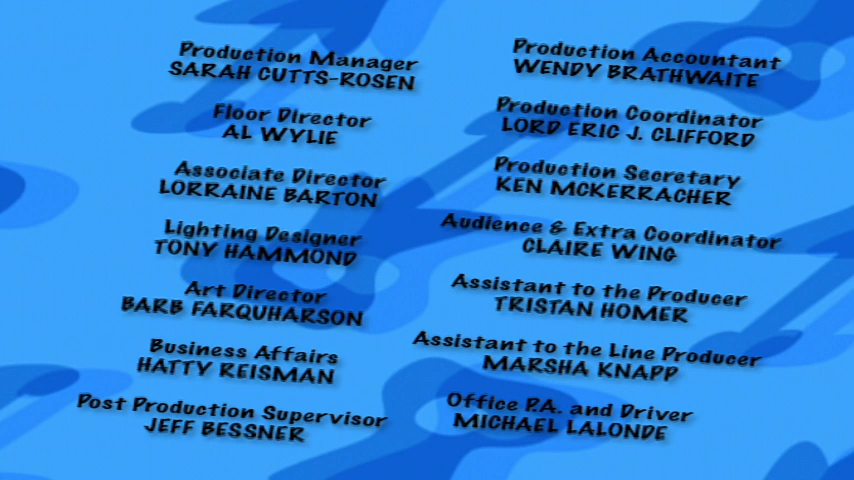 Production Manager
SARAH CUTTS-ROSEN
Floor Director
AL WYLIE
Associate Director
LORRAINE BARTON
Lighting Designer
TONY HAMMOND
Art Director
BARB FARQUHARSON
Business Affairs
HATTY REISMAN
Post Production Supervisor
JEFF BESSNER
Production Accountant
WENDY BRATHWAITE
Production Coordinator
LORD ERIC J. CLIFFORD
Production Secretary
KEN MCKERRACHER
Audience & Extra Coordinator
CLAIRE WING
Assistant to the Producer
TRISTAN HOMER
Assistant to the Line Producer
MARSHA KNAPP
Office P.A. and Driver
MICHAEL LALONDE